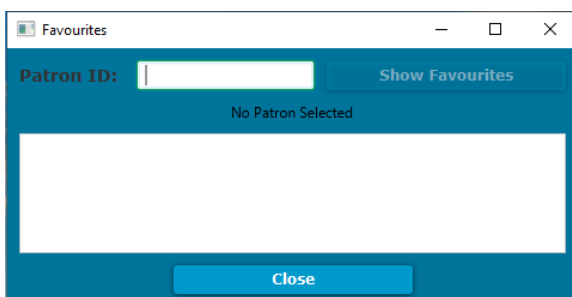 Favourites
Patron ID: Show Favourites
No Patron Selected
Close